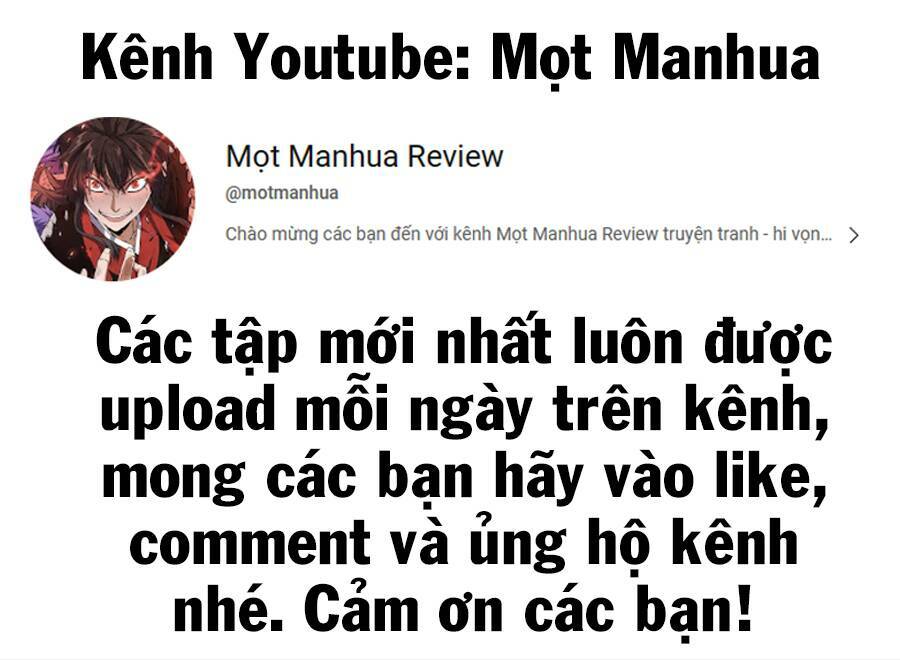 Kênh Youtube: Mọt Manhua
Mọt Manhua Review
@motmanhua
Chào mừng các bạn đến với kênh Mọt Manhua Review truyện tranh - hi vọn...
Các tập mới nhất luôn được
upload mỗi ngày trên kênh,
mong các bạn hãy vào like,
comment và ủng hộ kênh
nhé. Cảm ơn các bạn!